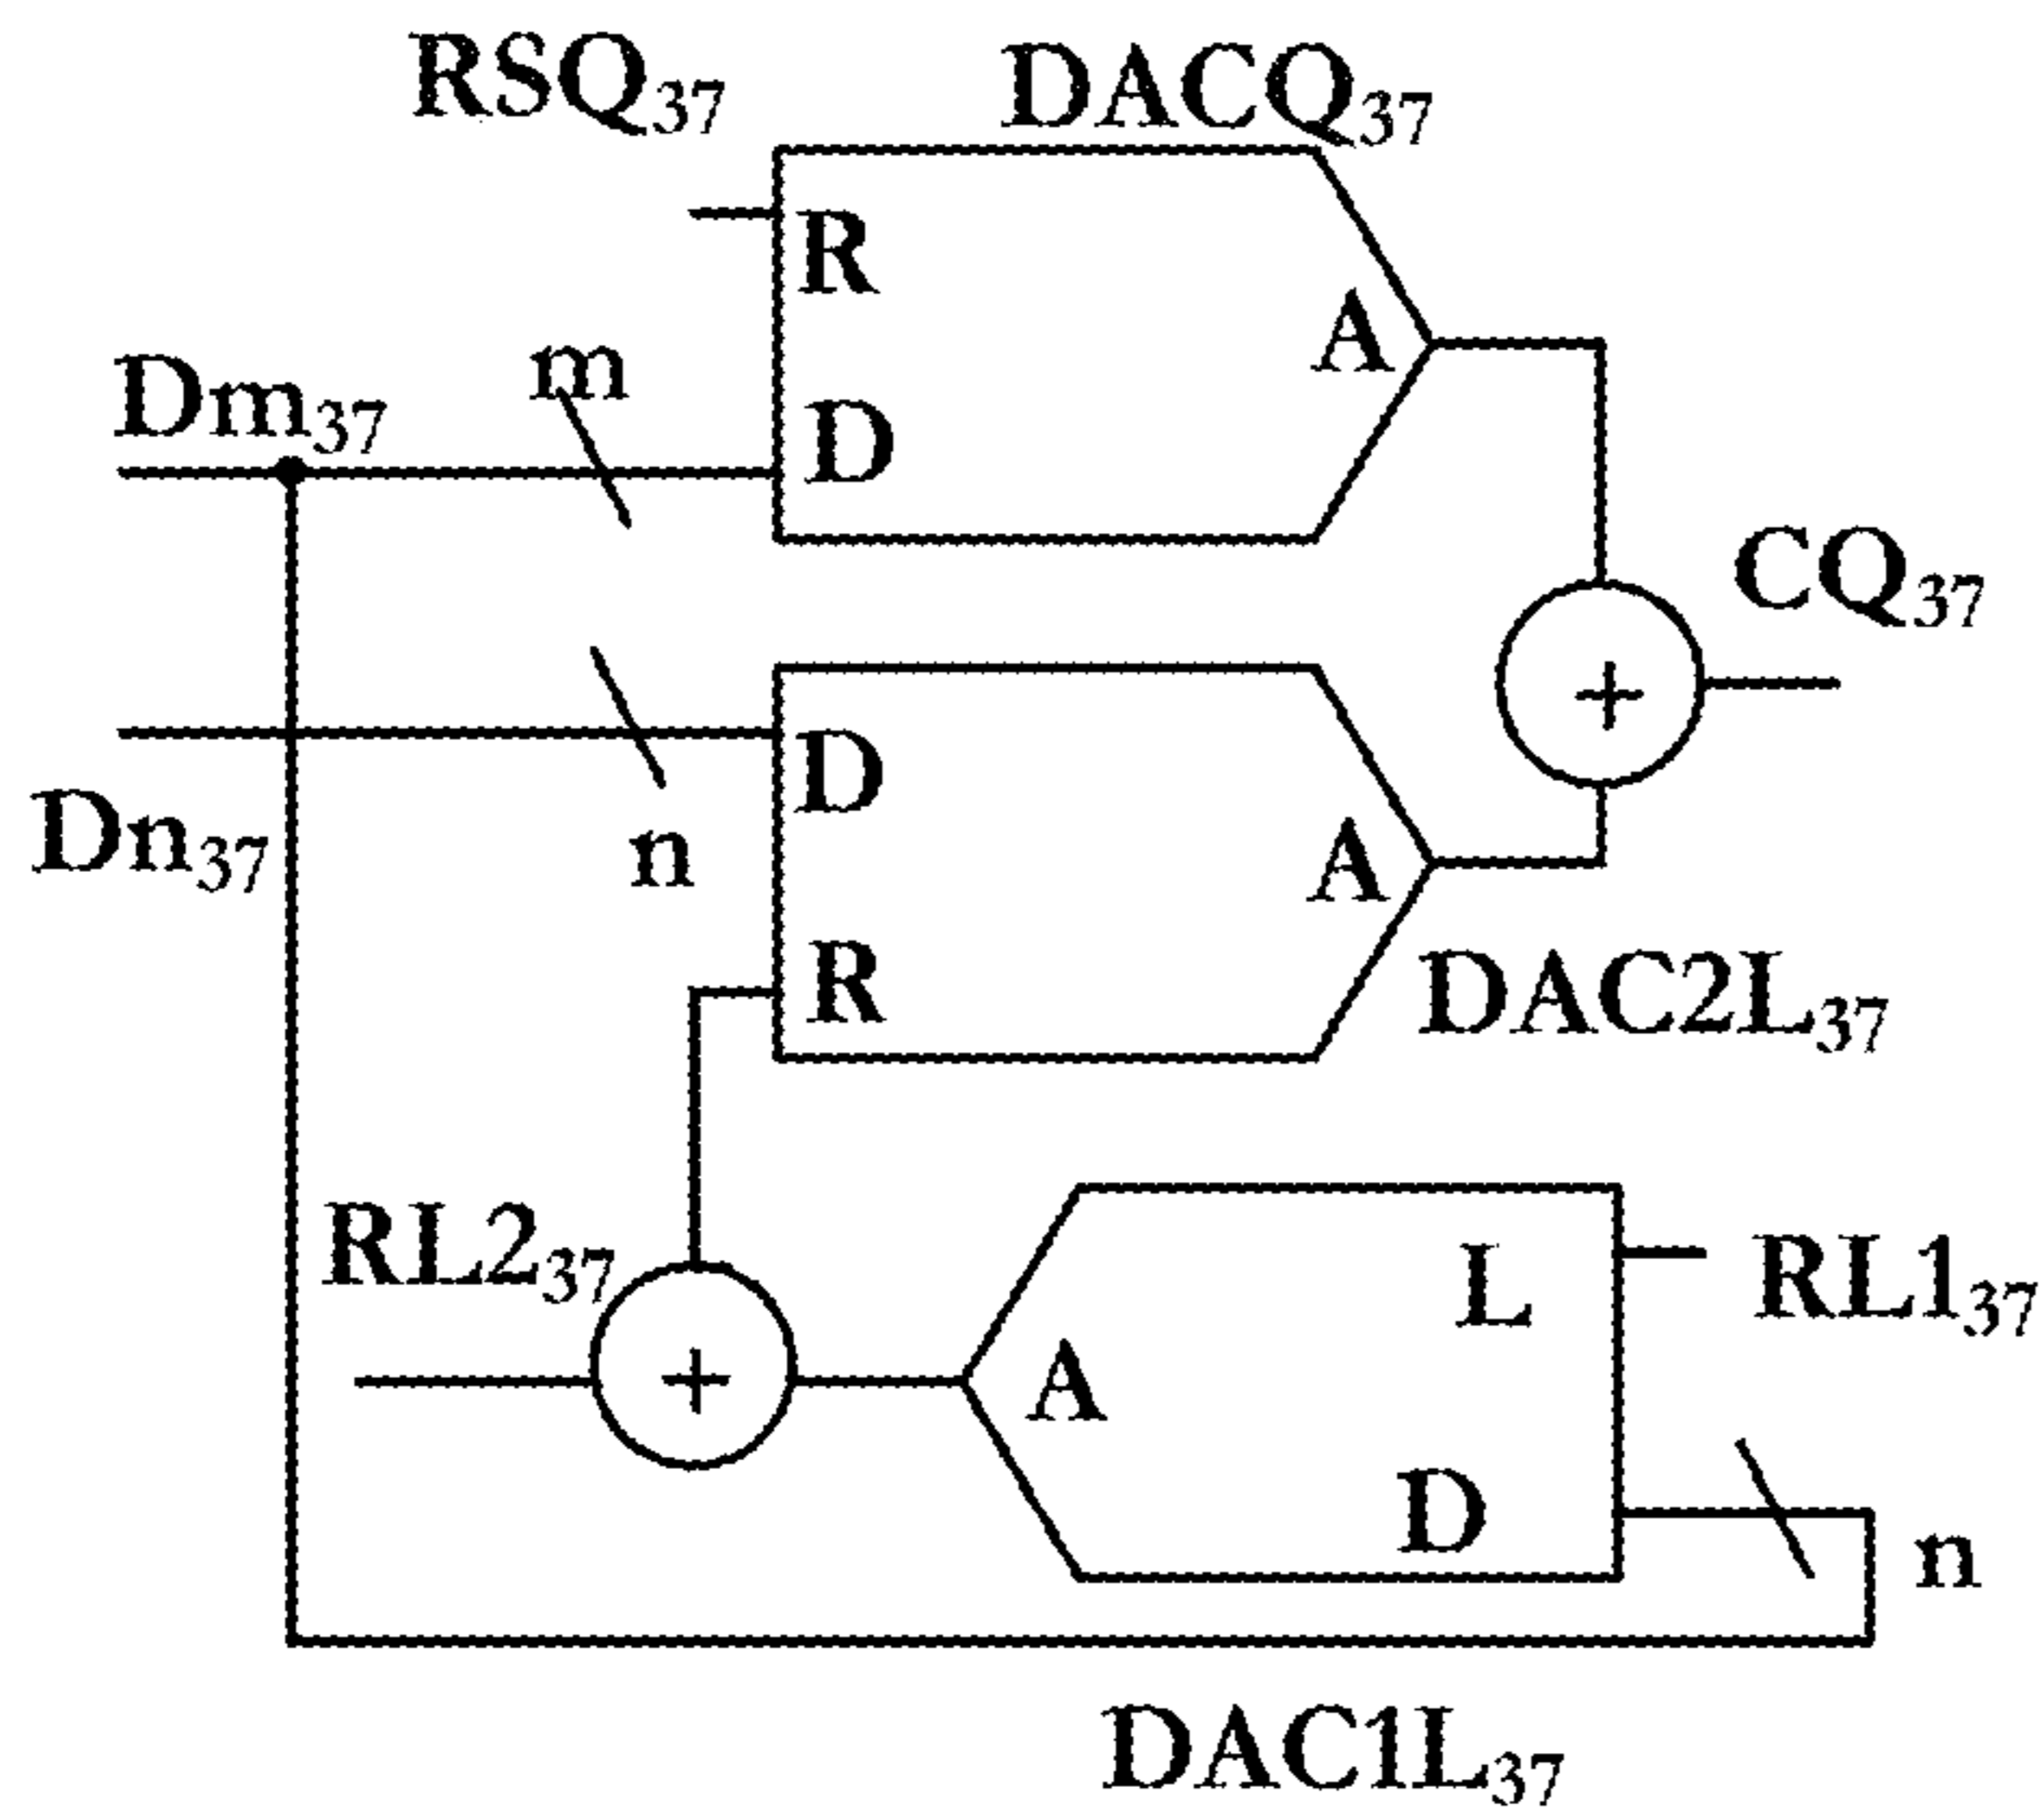 RSQ37 DACQ37
R
m
A
Dm37
D
CQ37
+
D
Dn37
n
A
R
DAC2L37
RL237
L
RL137
+
A
D
n
DAC1L37